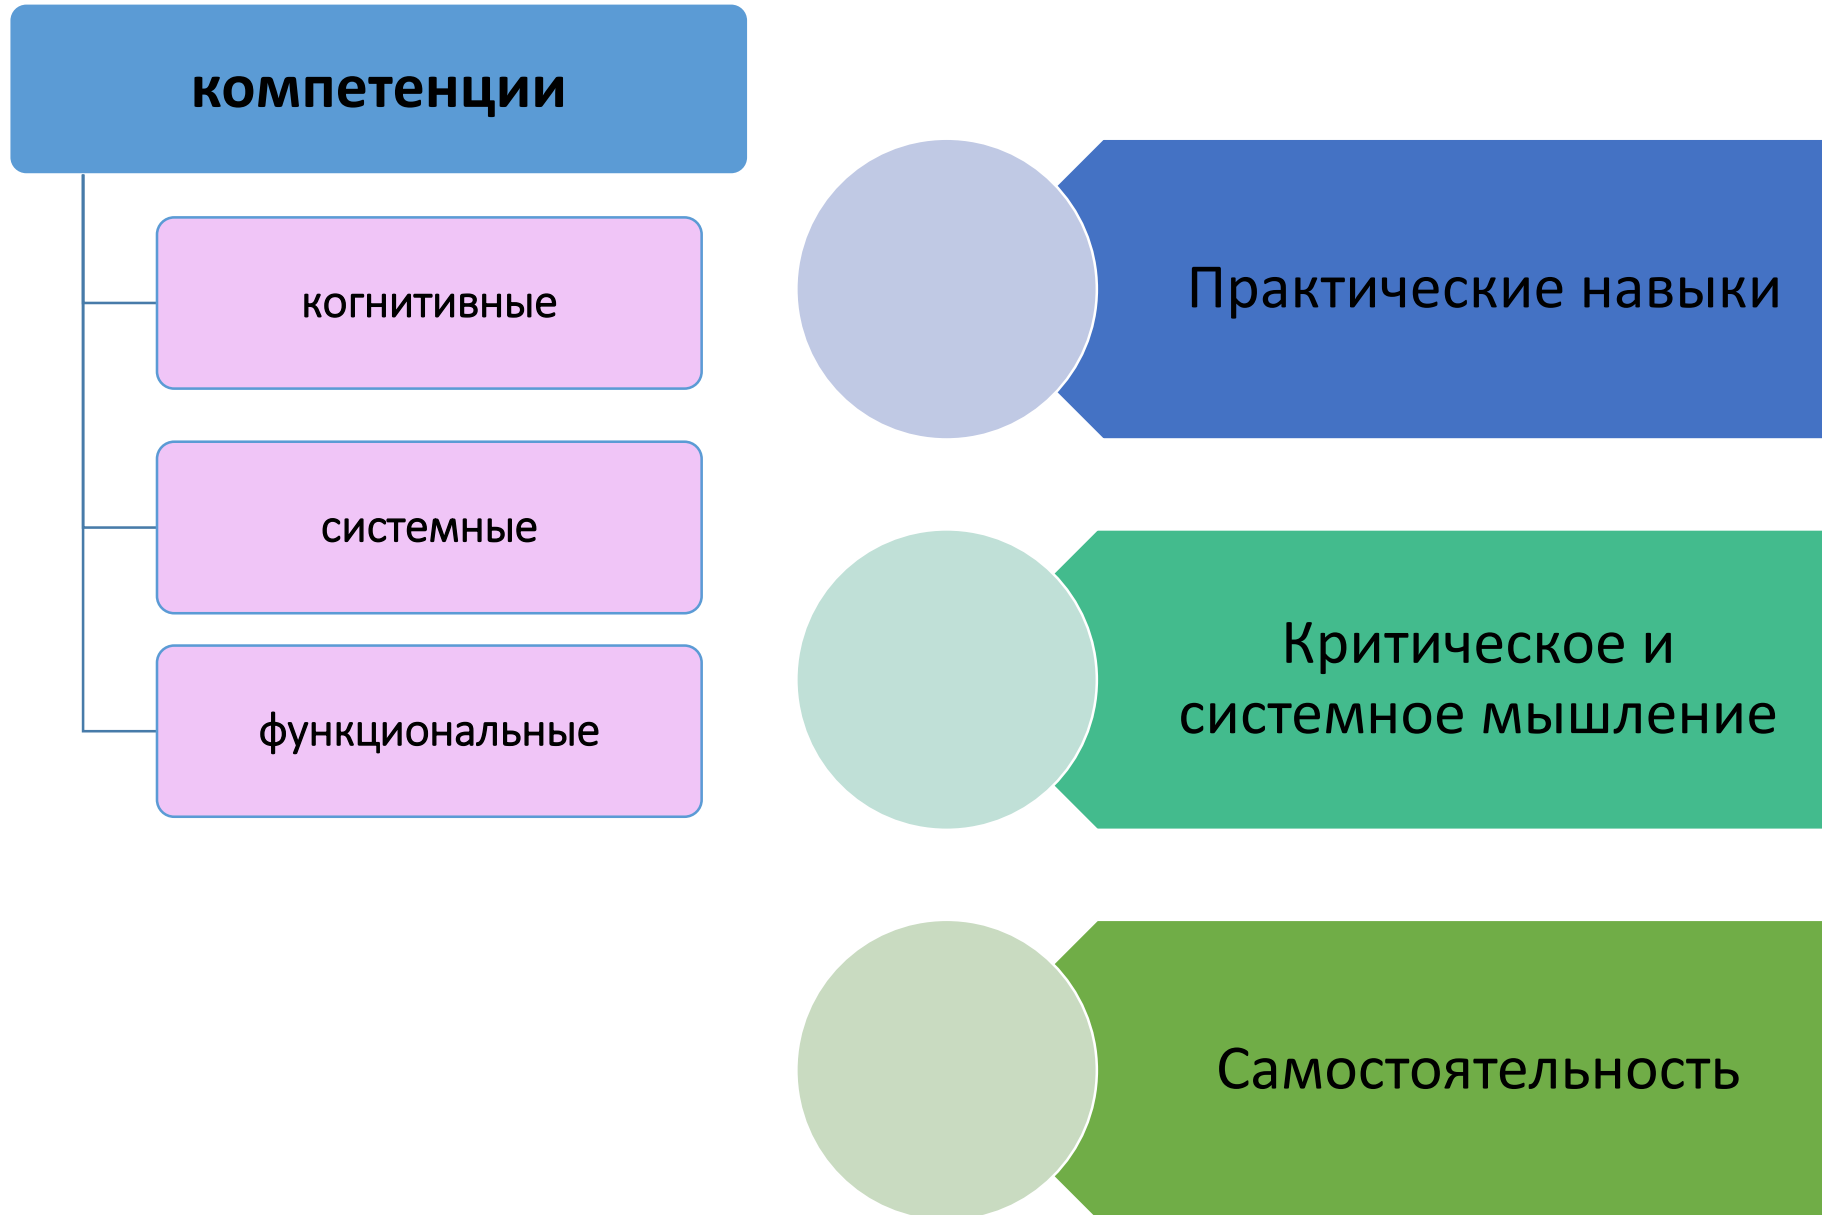 компетенции
когнитивные
системные
функциональные
Практические навыки
Критическое и
системное мышление
Самостоятельность